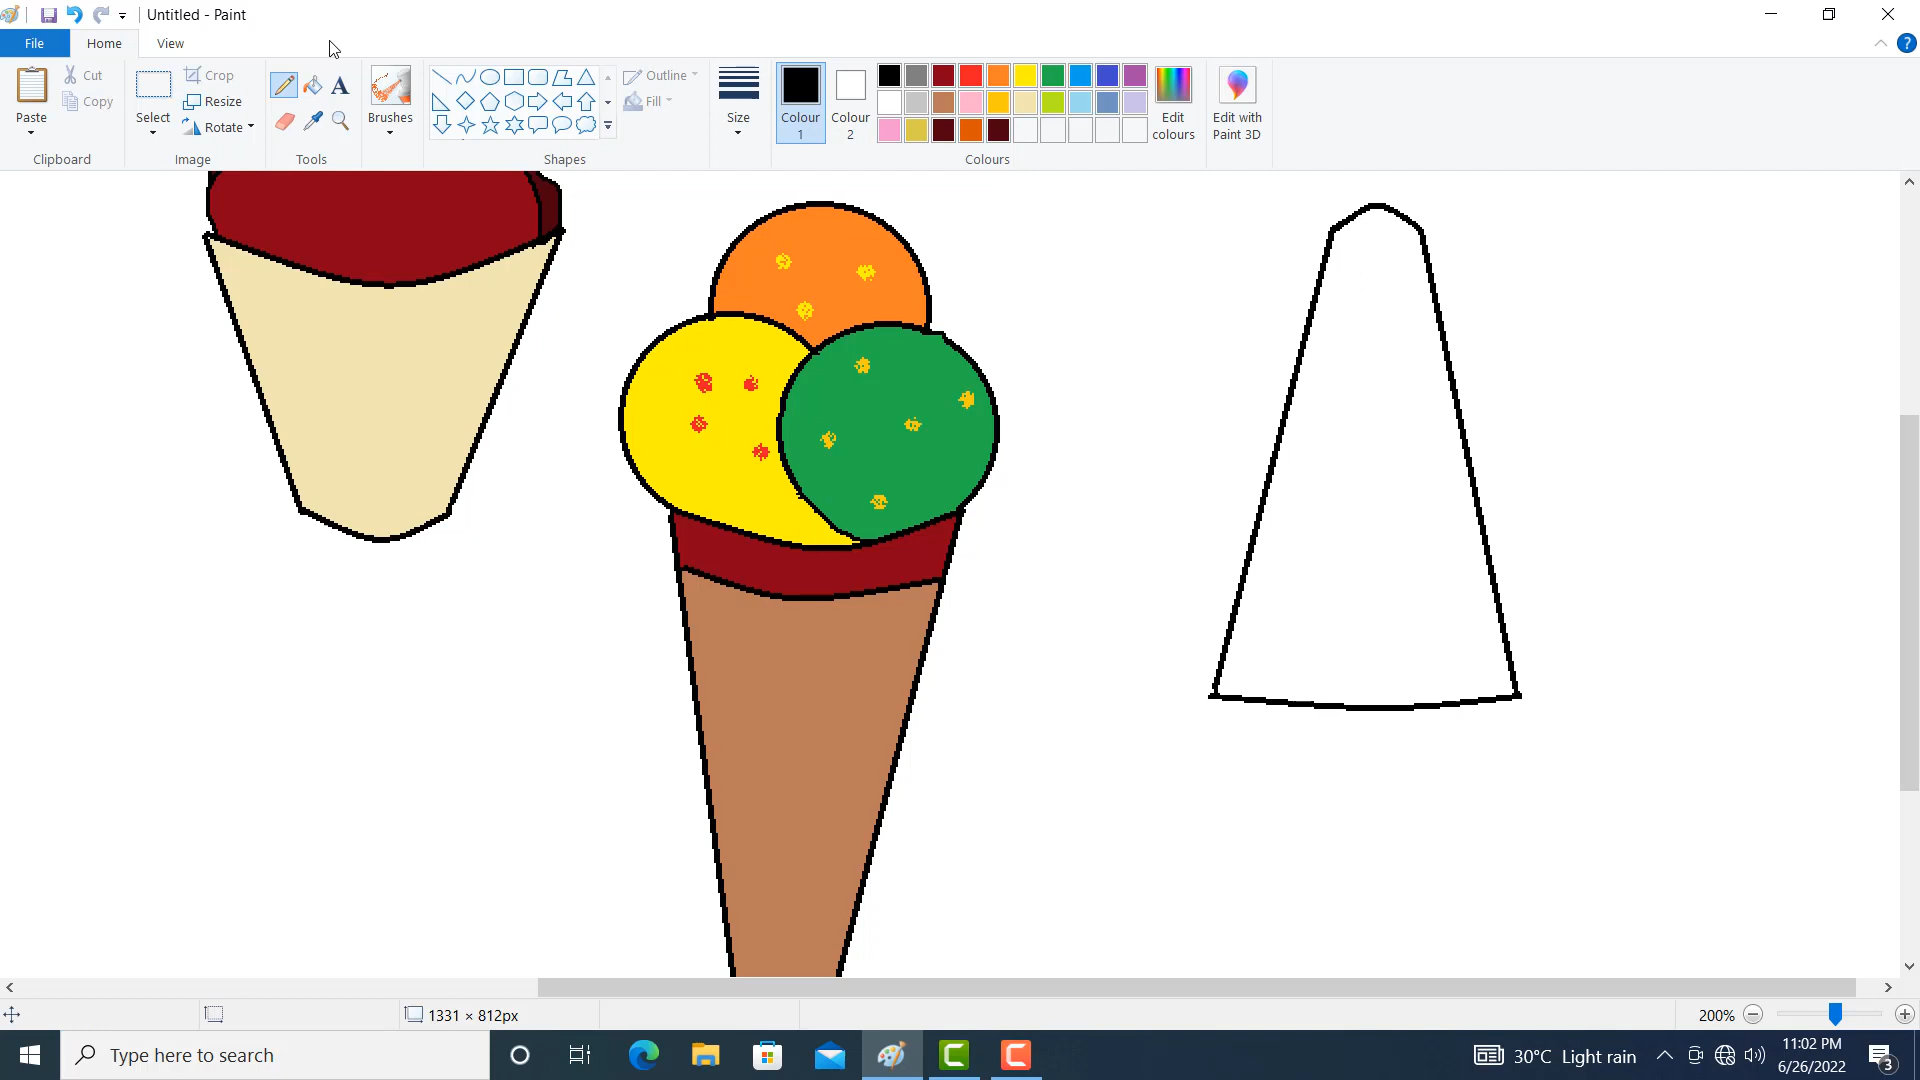 Untitled - Paint
File Home View
Paste
Cut
Copy
Clipboard
Select
Crop
Resize
Rotate
Image
A
Tools
Brushes
Shapes
Outline
Fill
Size
Colour 1
Colour 2
Edit colours
Colours
Edit with Paint 3D
?
1331 × 812px
200%
Type here to search
30°C Light rain
11:02 PM
6/26/2022
3